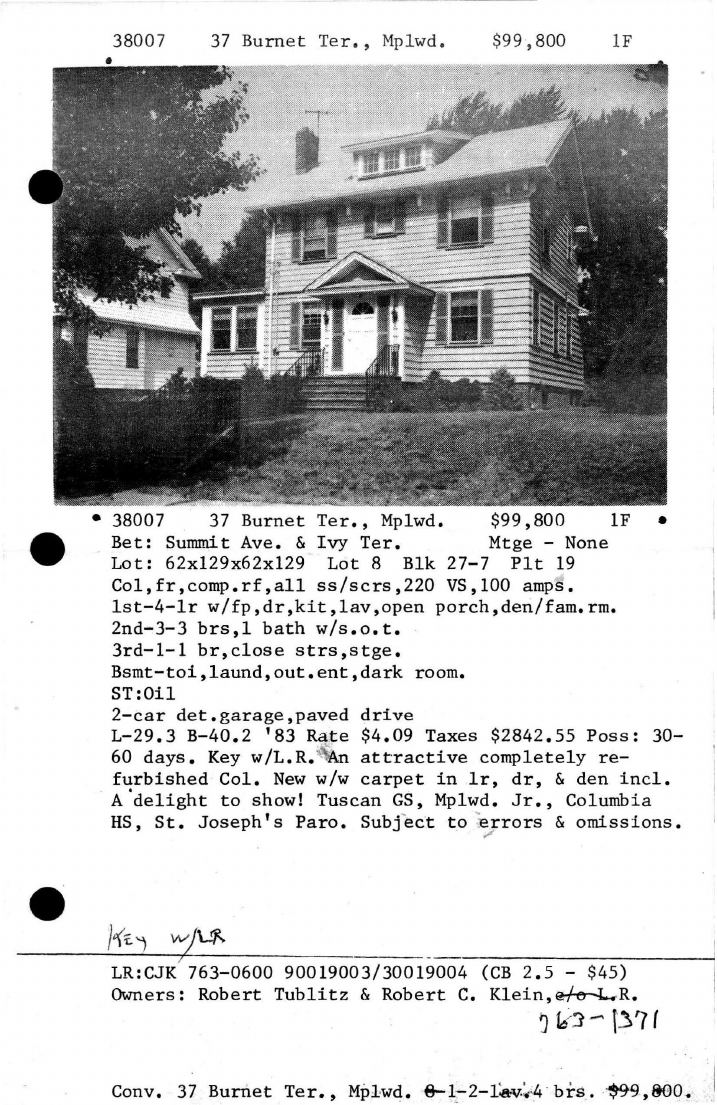 38007 37 Burnet Ter., Mplwd. $99,800 1F
38007 37 Burnet Ter., Mplwd. $99,800 1F
Bet: Summit Ave. & Ivy Ter. Mtge - None
Lot: 62x129x62x129 Lot 8 Blk 27-7 Plt 19
Col,fr,comp.rf,all ss/scrs,220 VS,100 amps.
1st-4-lr w/fp,dr,kit,lav,open porch,den/fam.rm.
2nd-3-3 brs,1 bath w/s.o.t.
3rd-1-1 br,close strs,stge.
Bsmt-toi,laund,out.ent,dark room.
ST:Oil
2-car det.garage,paved drive
L-29.3 B-40.2 '83 Rate $4.09 Taxes $2842.55 Poss: 30-
60 days. Key w/L.R. An attractive completely re-
furbished Col. New w/w carpet in lr, dr, & den incl.
A delight to show! Tuscan GS, Mplwd. Jr., Columbia
HS, St. Joseph's Paro. Subject to errors & omissions.
Key w/LR
LR:CJK 763-0600 90019003/30019004 (CB 2.5 - $45)
Owners: Robert Tublitz & Robert C. Klein,c/o L.R.
763-1371
Conv. 37 Burnet Ter., Mplwd. 8-1-2-lav.4 brs. $99,800.